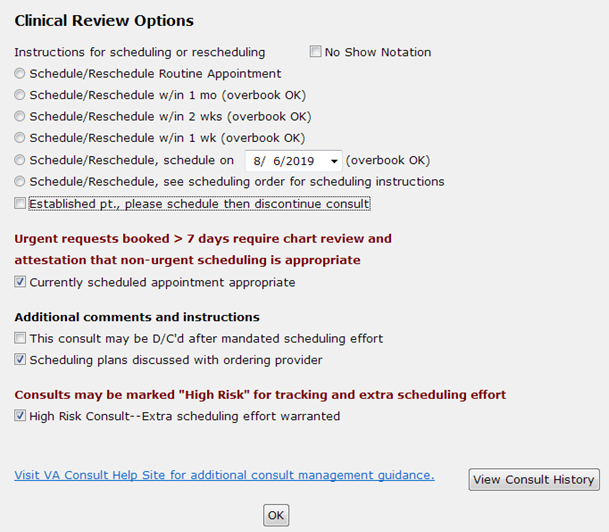 Clinical Review Options
Instructions for scheduling or rescheduling No Show Notation
Schedule/Reschedule Routine Appointment
Schedule/Reschedule w/in 1 mo (overbook OK)
Schedule/Reschedule w/in 2 wks (overbook OK)
Schedule/Reschedule w/in 1 wk (overbook OK)
Schedule/Reschedule, schedule on 8/ 6/2019 (overbook OK)
Schedule/Reschedule, see scheduling order for scheduling instructions
Established pt., please schedule then discontinue consult
Urgent requests booked > 7 days require chart review and
attestation that non-urgent scheduling is appropriate
Currently scheduled appointment appropriate
Additional comments and instructions
This consult may be D/C'd after mandated scheduling effort
Scheduling plans discussed with ordering provider
Consults may be marked "High Risk" for tracking and extra scheduling effort
High Risk Consult--Extra scheduling effort warranted
Visit VA Consult Help Site for additional consult management guidance. View Consult History
OK